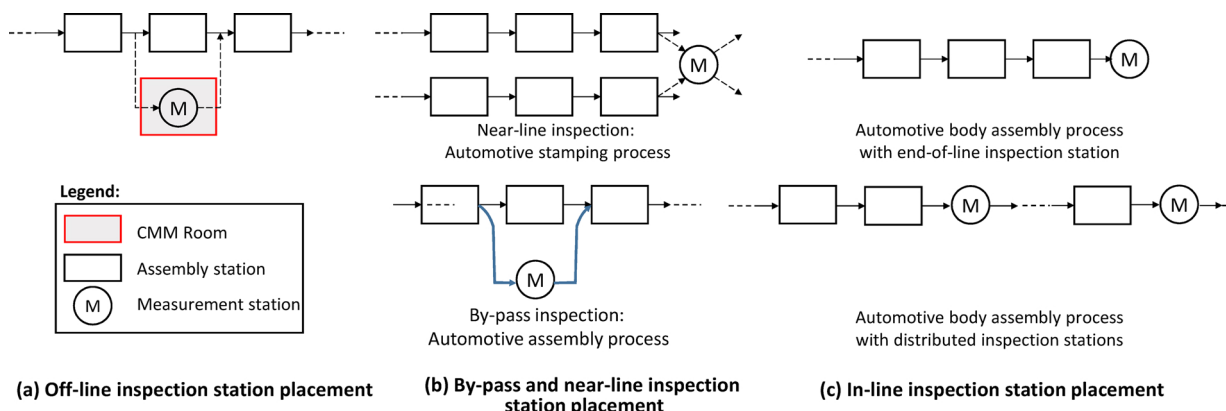 M
Legend:
CMM Room
Assembly station
M
Measurement station
(a) Off-line inspection station placement
M
Near-line inspection:
Automotive stamping process
M
By-pass inspection:
Automotive assembly process
(b) By-pass and near-line inspection
station placement
M
Automotive body assembly process
with end-of-line inspection station
M
M
Automotive body assembly process
with distributed inspection stations
(c) In-line inspection station placement